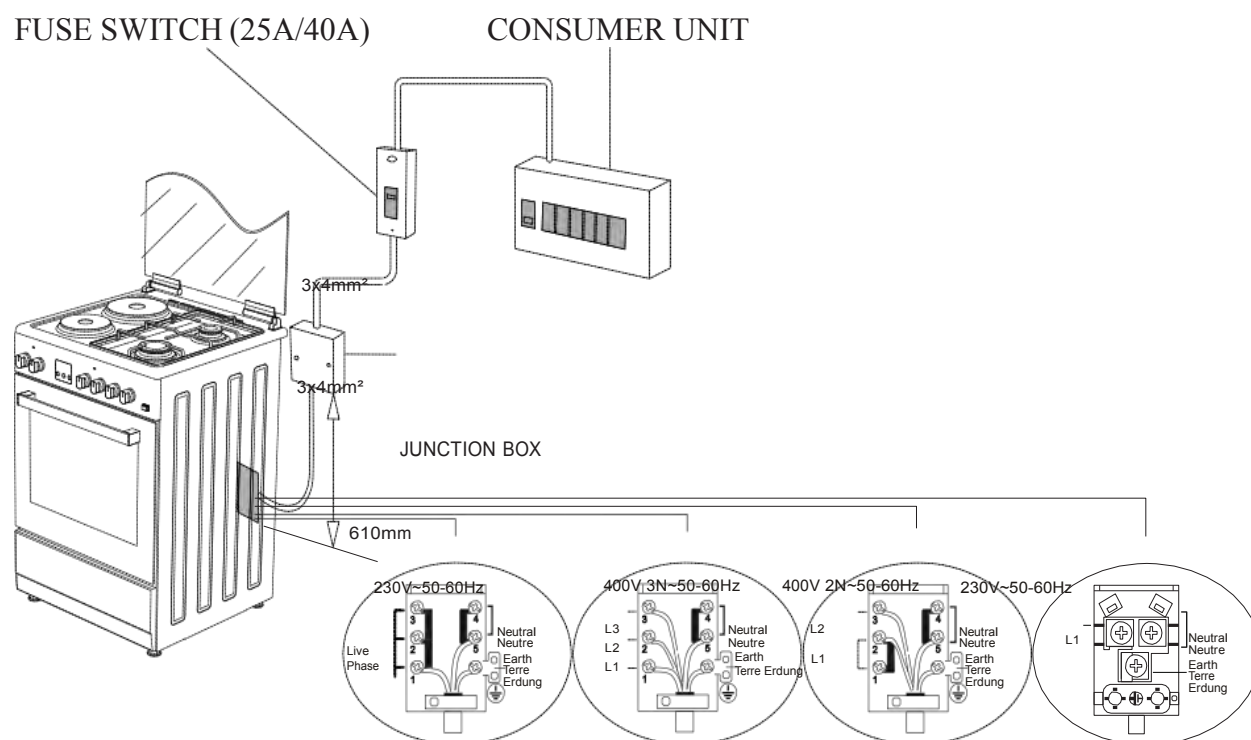 FUSE SWITCH (25A/40A)
CONSUMER UNIT
3x4mm²
3x4mm²
JUNCTION BOX
610mm
230V~50-60Hz
3
4
2
5
1
Live
Phase
Neutral
Neutre
Earth
Terre
Erdung
400V 3N~50-60Hz
3
4
2
5
1
L3
L2
L1
Neutral
Neutre
Earth
Terre Erdung
400V 2N~50-60Hz
3
4
2
5
1
L2
L1
Neutral
Neutre
Earth
Terre
Erdung
230V~50-60Hz
L1
Neutral
Neutre
Earth
Terre
Erdung